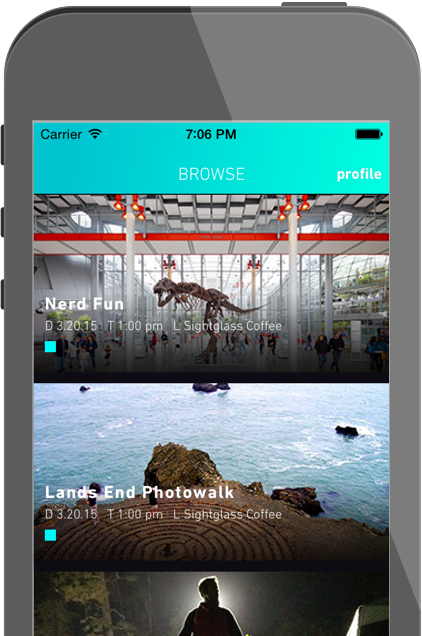 Carrier 7:06 PM
BROWSE profile
Nerd Fun
D 3.20.15 T 1:00 pm L Sightglass Coffee
Lands End Photowalk
D 3.20.15 T 1:00 pm L Sightglass Coffee